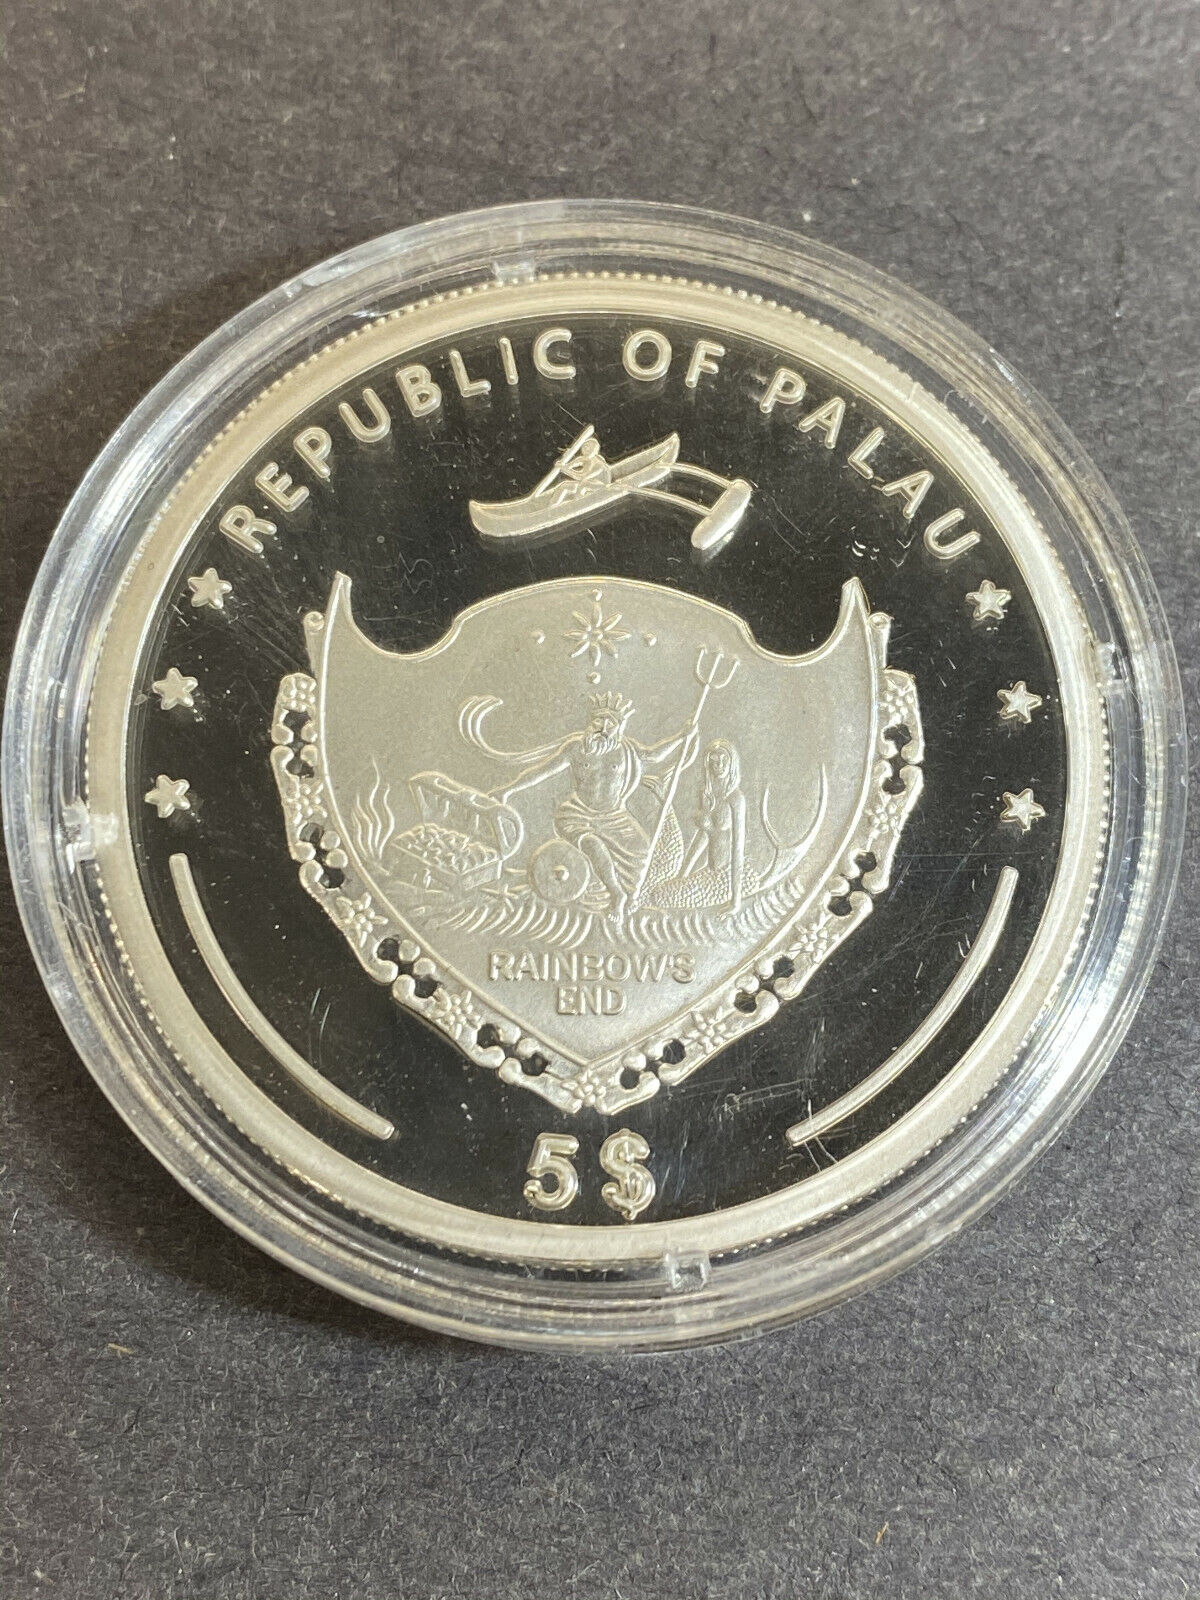 REPUBLIC OF PALAU
RAINBOW'S
END
5$